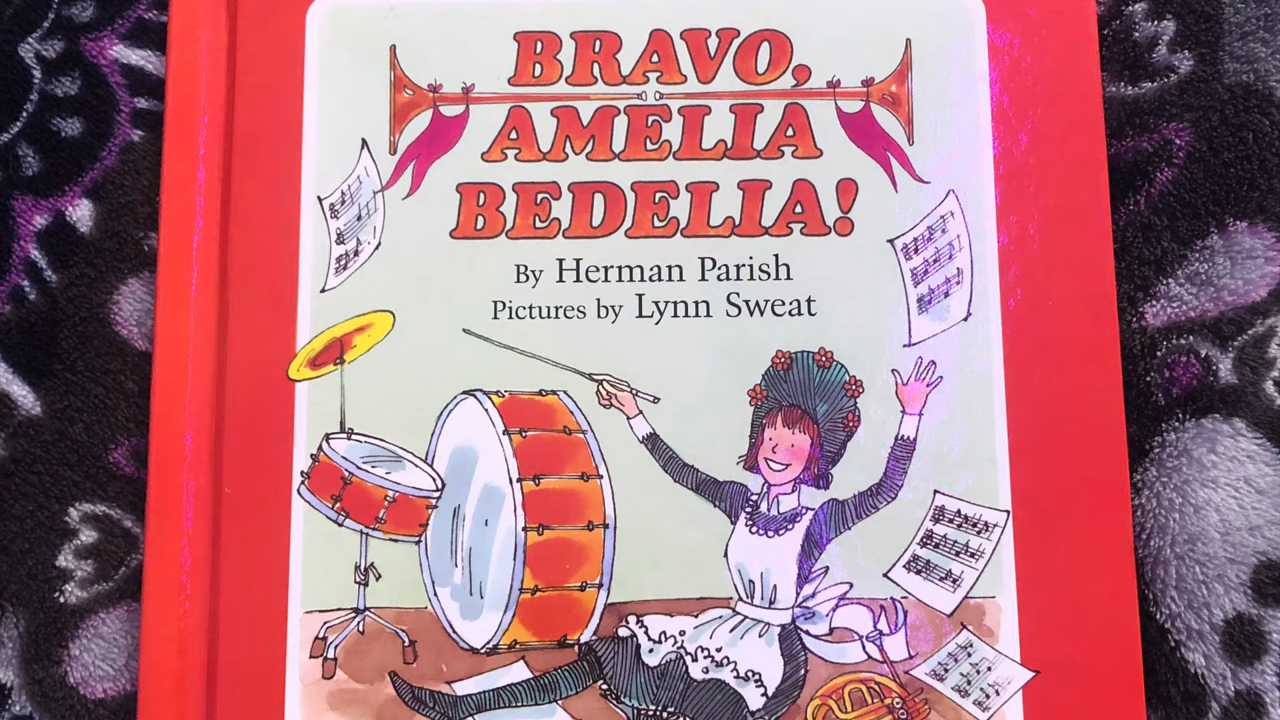 BRAVO,
AMELIA
BEDELIA!
By Herman Parish
Pictures by Lynn Sweat